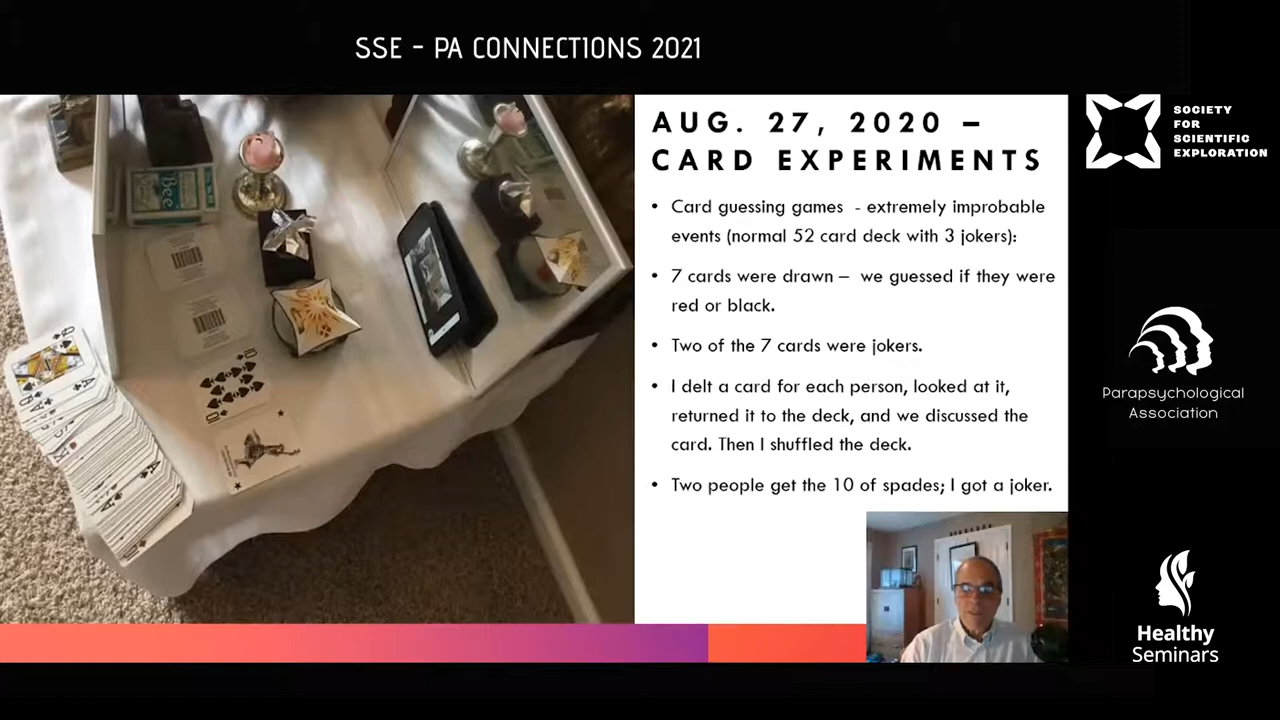 SSE - PA CONNECTIONS 2021
AUG. 27, 2020 –
CARD EXPERIMENTS
• Card guessing games - extremely improbable
events (normal 52 card deck with 3 jokers):
• 7 cards were drawn – we guessed if they were
red or black.
• Two of the 7 cards were jokers.
• I delt a card for each person, looked at it,
returned it to the deck, and we discussed the
card. Then I shuffled the deck.
• Two people get the 10 of spades; I got a joker.
SOCIETY
FOR
SCIENTIFIC
EXPLORATION
Parapsychological
Association
Healthy
Seminars
Bee